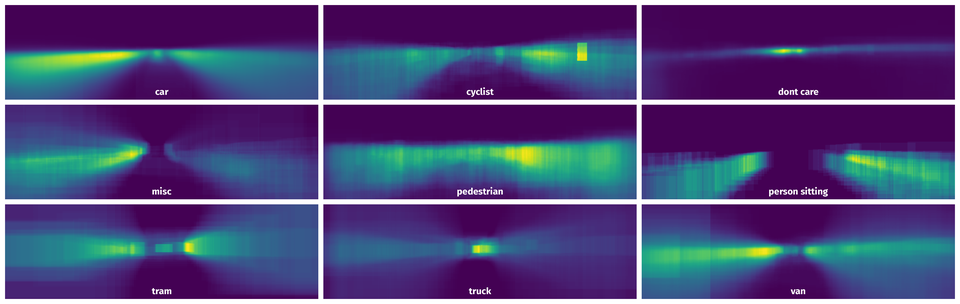 car
cyclist
dont care
misc
pedestrian
person sitting
tram
truck
van